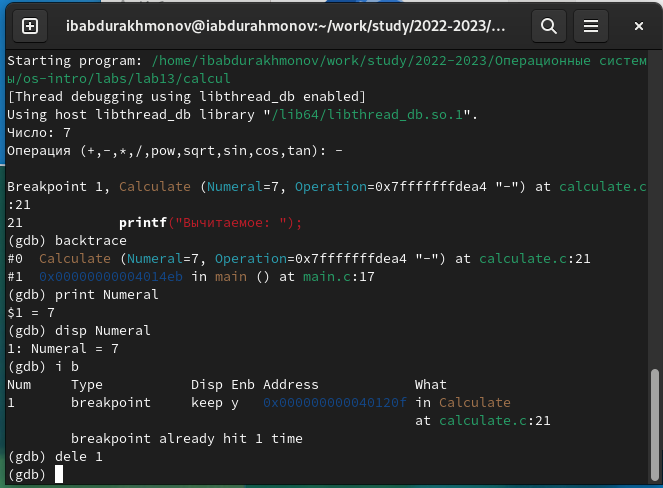 ibabdurakhmonov@iabdurahmonov:~/work/study/2022-2023/...
Starting program: /home/ibabdurakhmonov/work/study/2022-2023/Операционные систем
ы/os-intro/labs/lab13/calcul
[Thread debugging using libthread_db enabled]
Using host libthread_db library "/lib64/libthread_db.so.1".
Число: 7
Операция (+,-,*,/,pow,sqrt,sin,cos,tan): -
Breakpoint 1, Calculate (Numeral=7, Operation=0x7fffffffdea4 "-") at calculate.c
:21
21            printf("Вычитаемое: ");
(gdb) backtrace
#0  Calculate (Numeral=7, Operation=0x7fffffffdea4 "-") at calculate.c:21
#1  0x00000000004014eb in main () at main.c:17
(gdb) print Numeral
$1 = 7
(gdb) disp Numeral
1: Numeral = 7
(gdb) i b
Num     Type           Disp Enb Address            What
1       breakpoint     keep y   0x000000000040120f in Calculate
                                                   at calculate.c:21
        breakpoint already hit 1 time
(gdb) dele 1
(gdb)